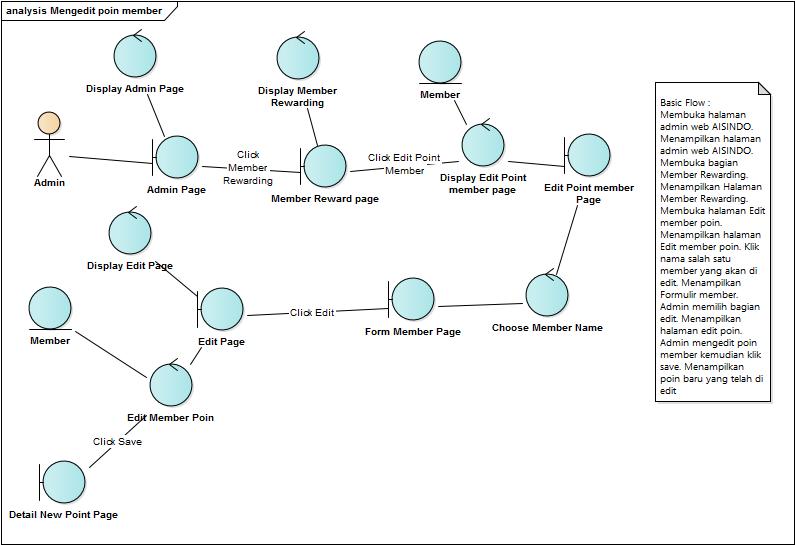 analysis Mengedit poin member
Display Admin Page
Display Member
Rewarding
Member
Admin
Admin Page
Click
Member
Rewarding
Member Reward page
Click Edit Point
Member
Display Edit Point
member page
Edit Point member
Page
Display Edit Page
Member
Edit Page
Click Edit
Form Member Page
Choose Member Name
Edit Member Poin
Click Save
Detail New Point Page
Basic Flow :
Membuka halaman
admin web AISINDO.
Menampilkan halaman
admin web AISINDO.
Membuka bagian
Member Rewarding.
Menampilkan Halaman
Member Rewarding.
Membuka halaman Edit
member poin.
Menampilkan halaman
Edit member poin. Klik
nama salah satu
member yang akan di
edit. Menampilkan
Formulir member.
Admin memilih bagian
edit. Menampilkan
halaman edit poin.
Admin mengedit poin
member kemudian klik
save. Menampilkan
poin baru yang telah di
edit